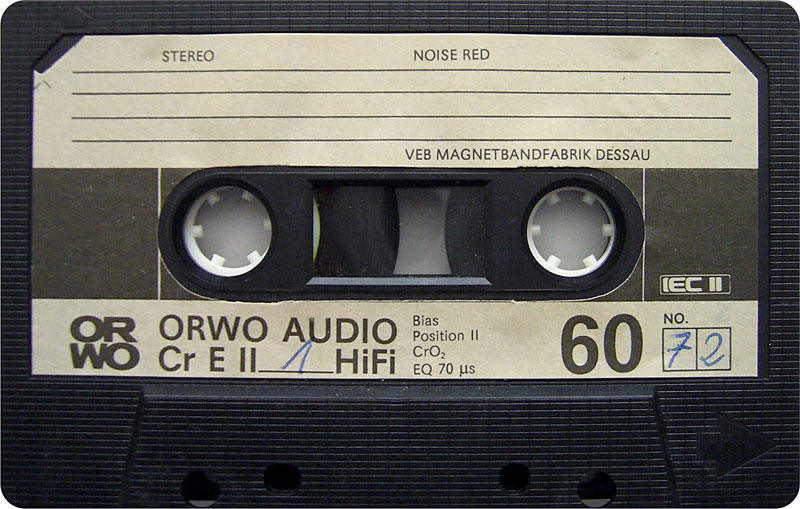 STEREO NOISE RED
VEB MAGNETBANDFABRIK DESSAU
IEC II
OR
WO
ORWO AUDIO
Cr E II 1 HiFi
Bias
Position II
CrO₂
EQ 70 µs
60
NO.
72